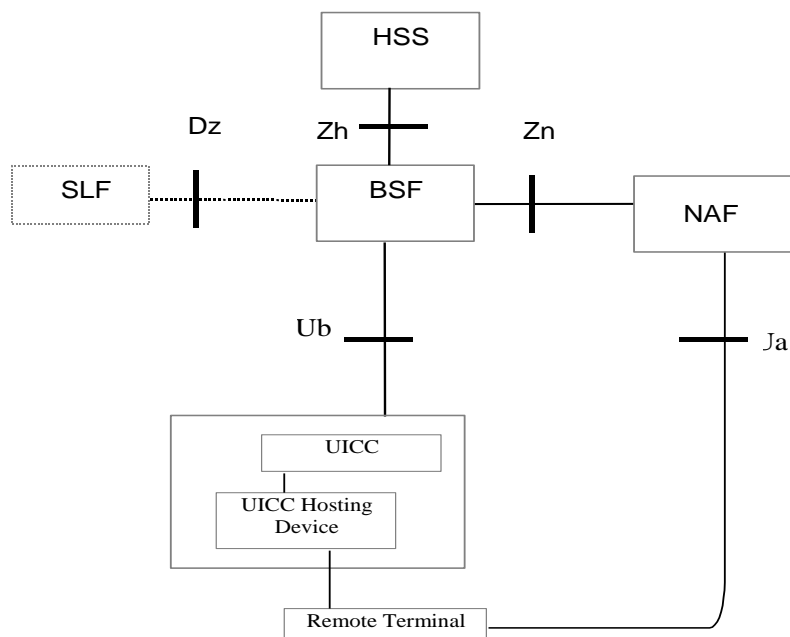 HSS
Dz
Zh
Zn
SLF
BSF
NAF
Ub
Ja
UICC
UICC Hosting
Device
Remote Terminal